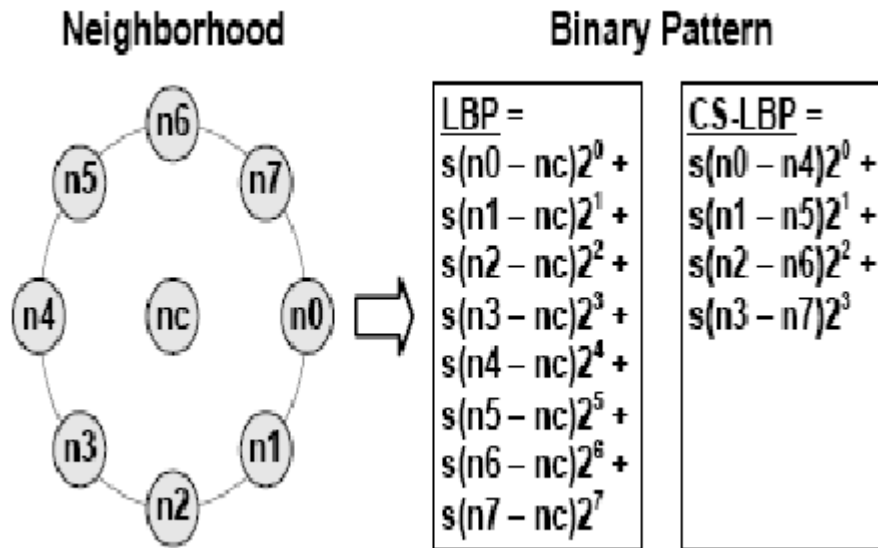 Neighborhood
Binary Pattern
n6
n5
n7
n4
nc
n0
n3
n1
n2
LBP =
s(n0 – nc)2⁰ +
s(n1 – nc)2¹ +
s(n2 – nc)2² +
s(n3 – nc)2³ +
s(n4 – nc)2⁴ +
s(n5 – nc)2⁵ +
s(n6 – nc)2⁶ +
s(n7 – nc)2⁷
CS-LBP =
s(n0 – n4)2⁰ +
s(n1 – n5)2¹ +
s(n2 – n6)2² +
s(n3 – n7)2³